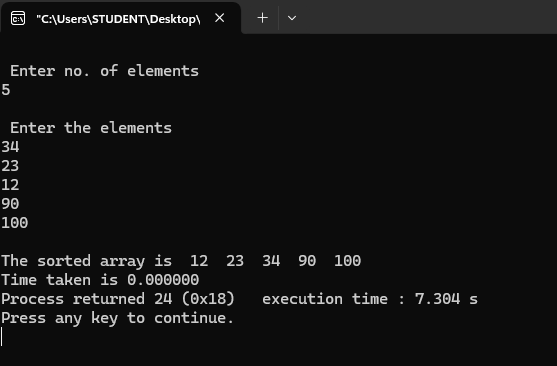 "C:\Users\STUDENT\Desktop\
Enter no. of elements
5
Enter the elements
34
23
12
90
100
The sorted array is  12  23  34  90  100
Time taken is 0.000000
Process returned 24 (0x18)   execution time : 7.304 s
Press any key to continue.